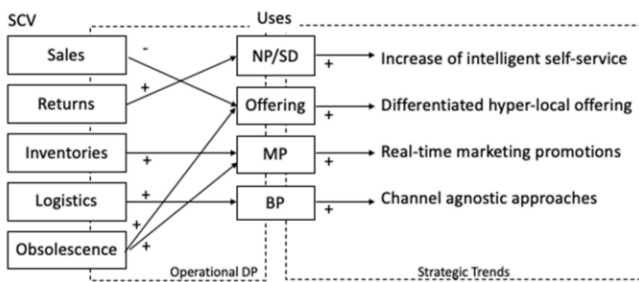 SCV Uses
Sales - NP/SD + Increase of intelligent self-service
Returns + Offering + Differentiated hyper-local offering
Inventories + MP + Real-time marketing promotions
Logistics + BP + Channel agnostic approaches
+
Obsolescence +
Operational DP Strategic Trends